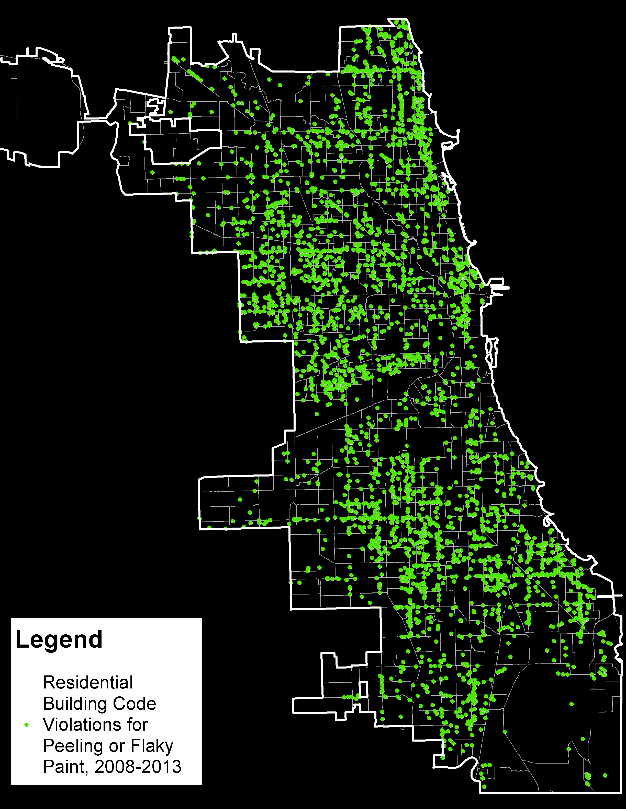 Legend
Residential
Building Code
Violations for
Peeling or Flaky
Paint, 2008-2013